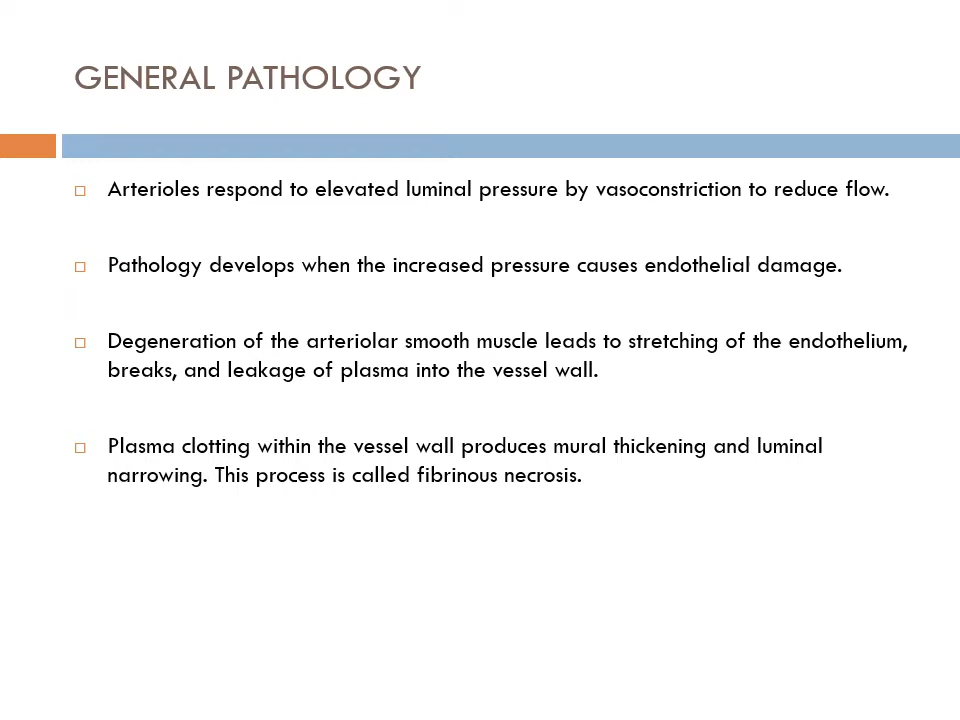 GENERAL PATHOLOGY
Arterioles respond to elevated luminal pressure by vasoconstriction to reduce flow.
Pathology develops when the increased pressure causes endothelial damage.
Degeneration of the arteriolar smooth muscle leads to stretching of the endothelium,
breaks, and leakage of plasma into the vessel wall.
Plasma clotting within the vessel wall produces mural thickening and luminal
narrowing. This process is called fibrinous necrosis.